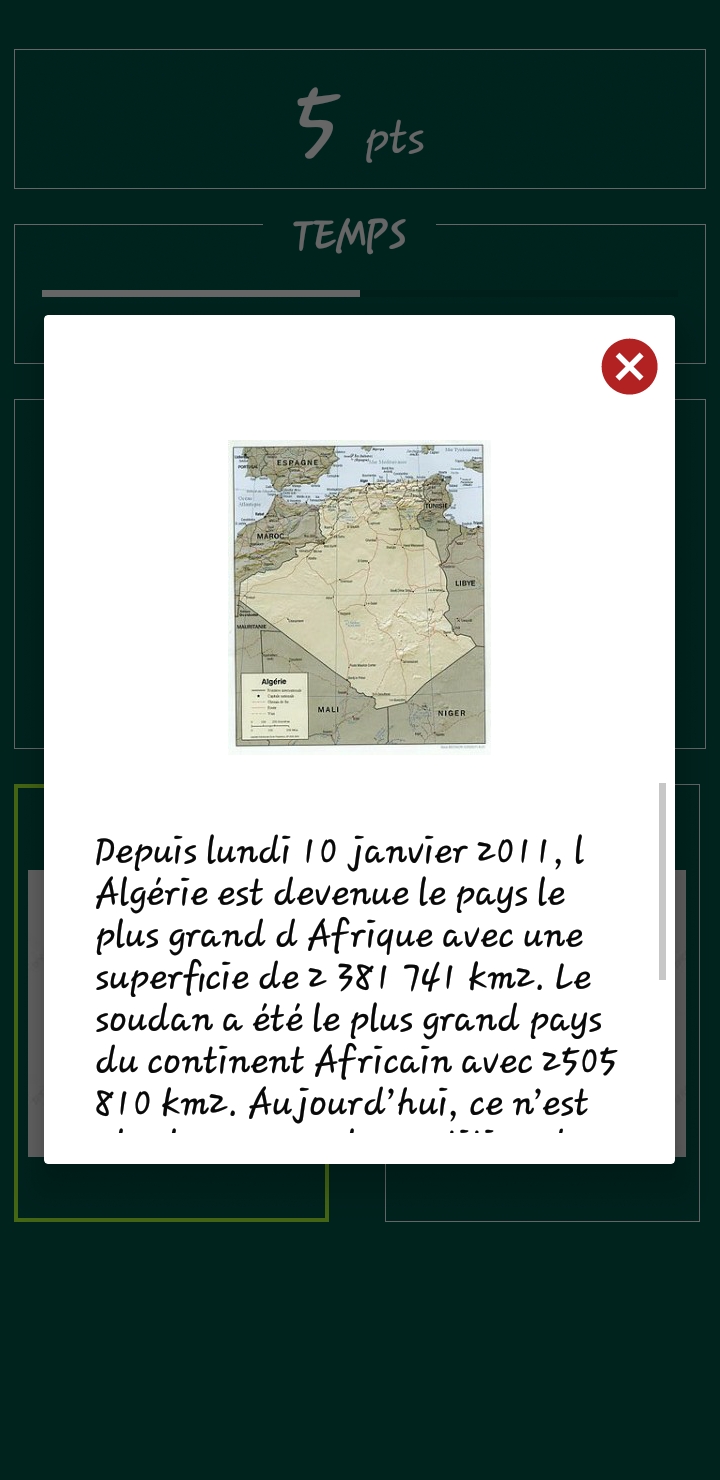 5 pts
TEMPS
ESPAGNE
MAROC
TUNISIE
LIBYE
MAURITANIE
Algérie
MALI
NIGER
Depuis lundi 10 janvier 2011, l
Algérie est devenue le pays le
plus grand d Afrique avec une
superficie de 2 381 741 km2. Le
soudan a été le plus grand pays
du continent Africain avec 2505
810 km2. Aujourd’hui, ce n’est